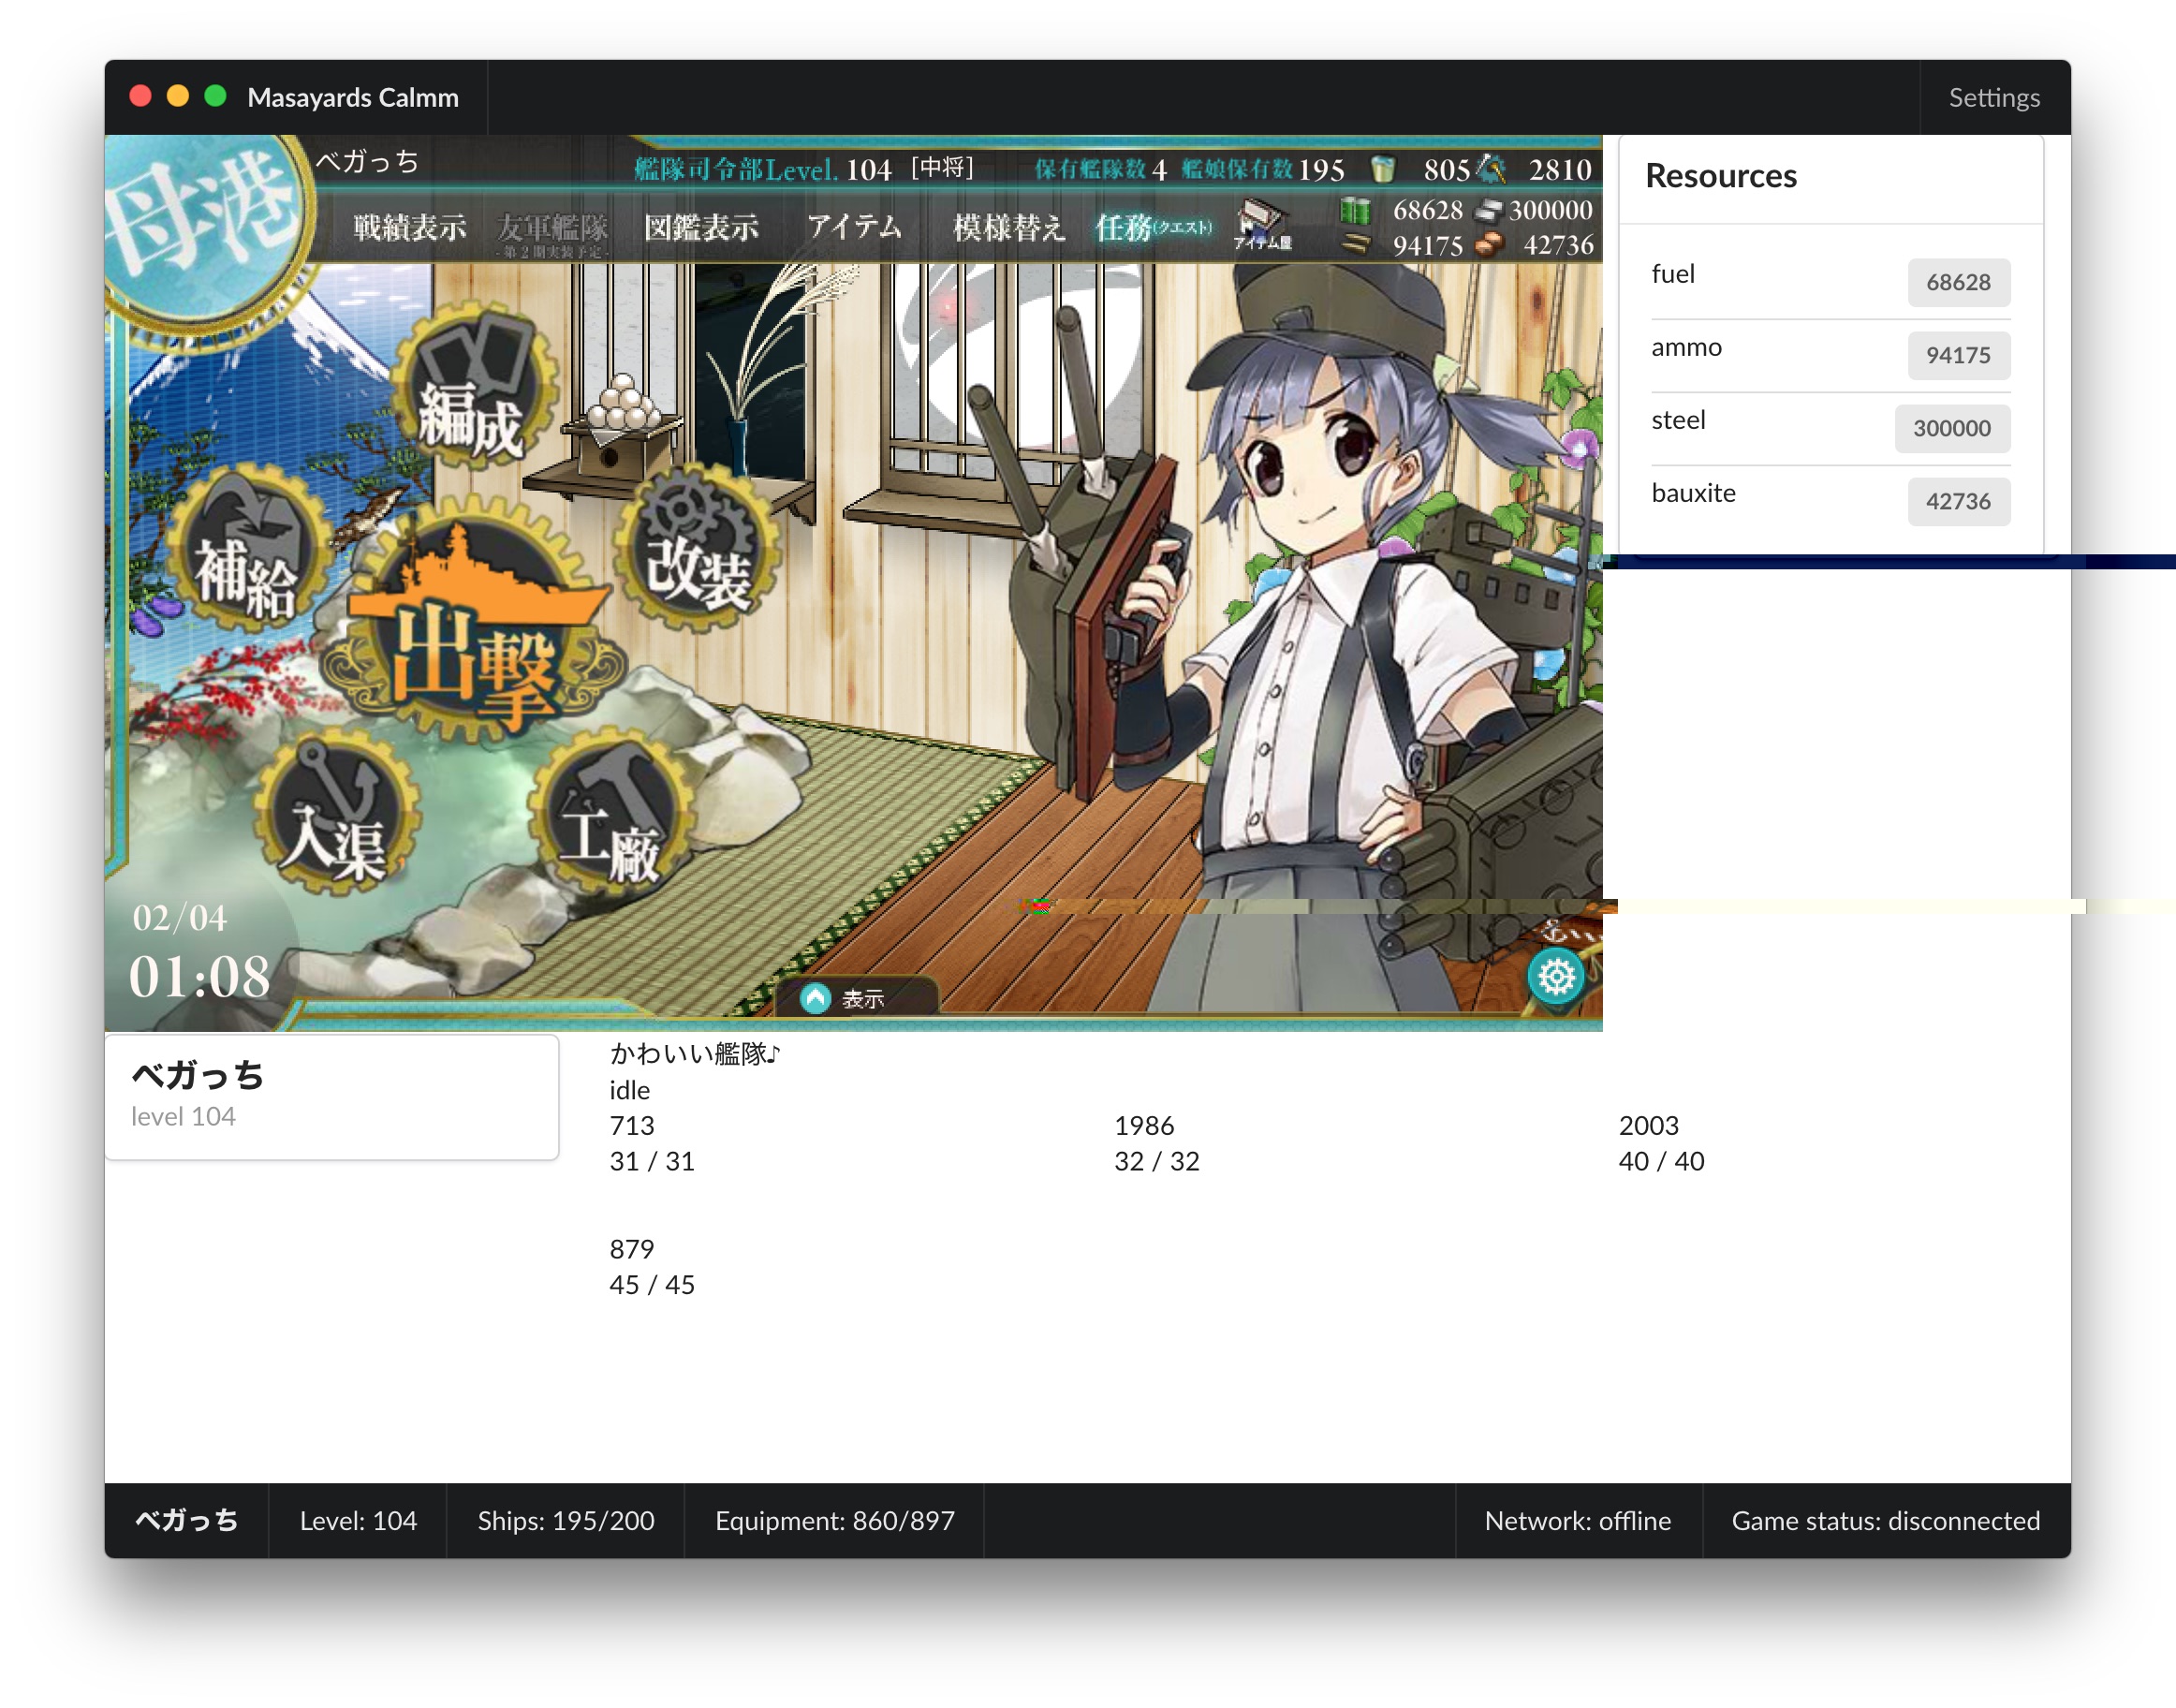 Masayards Calmm
Settings
母港
べガっち
艦隊司令部Level. 104 [中将]
保有艦隊数 4 艦娘保有数 195 805 2810
戦績表示 友軍艦隊 図鑑表示 アイテム 模様替え 任務(クエスト)
-第2期実装予定-
アイテム屋
68628 300000
94175 42736
Resources
fuel 68628
ammo 94175
steel 300000
bauxite 42736
編成
補給
改装
出撃
入渠
工廠
02/04
01:08
表示
べガっち
level 104
かわいい艦隊♪
idle
713 1986 2003
31 / 31 32 / 32 40 / 40
879
45 / 45
べガっち Level: 104 Ships: 195/200 Equipment: 860/897 Network: offline Game status: disconnected